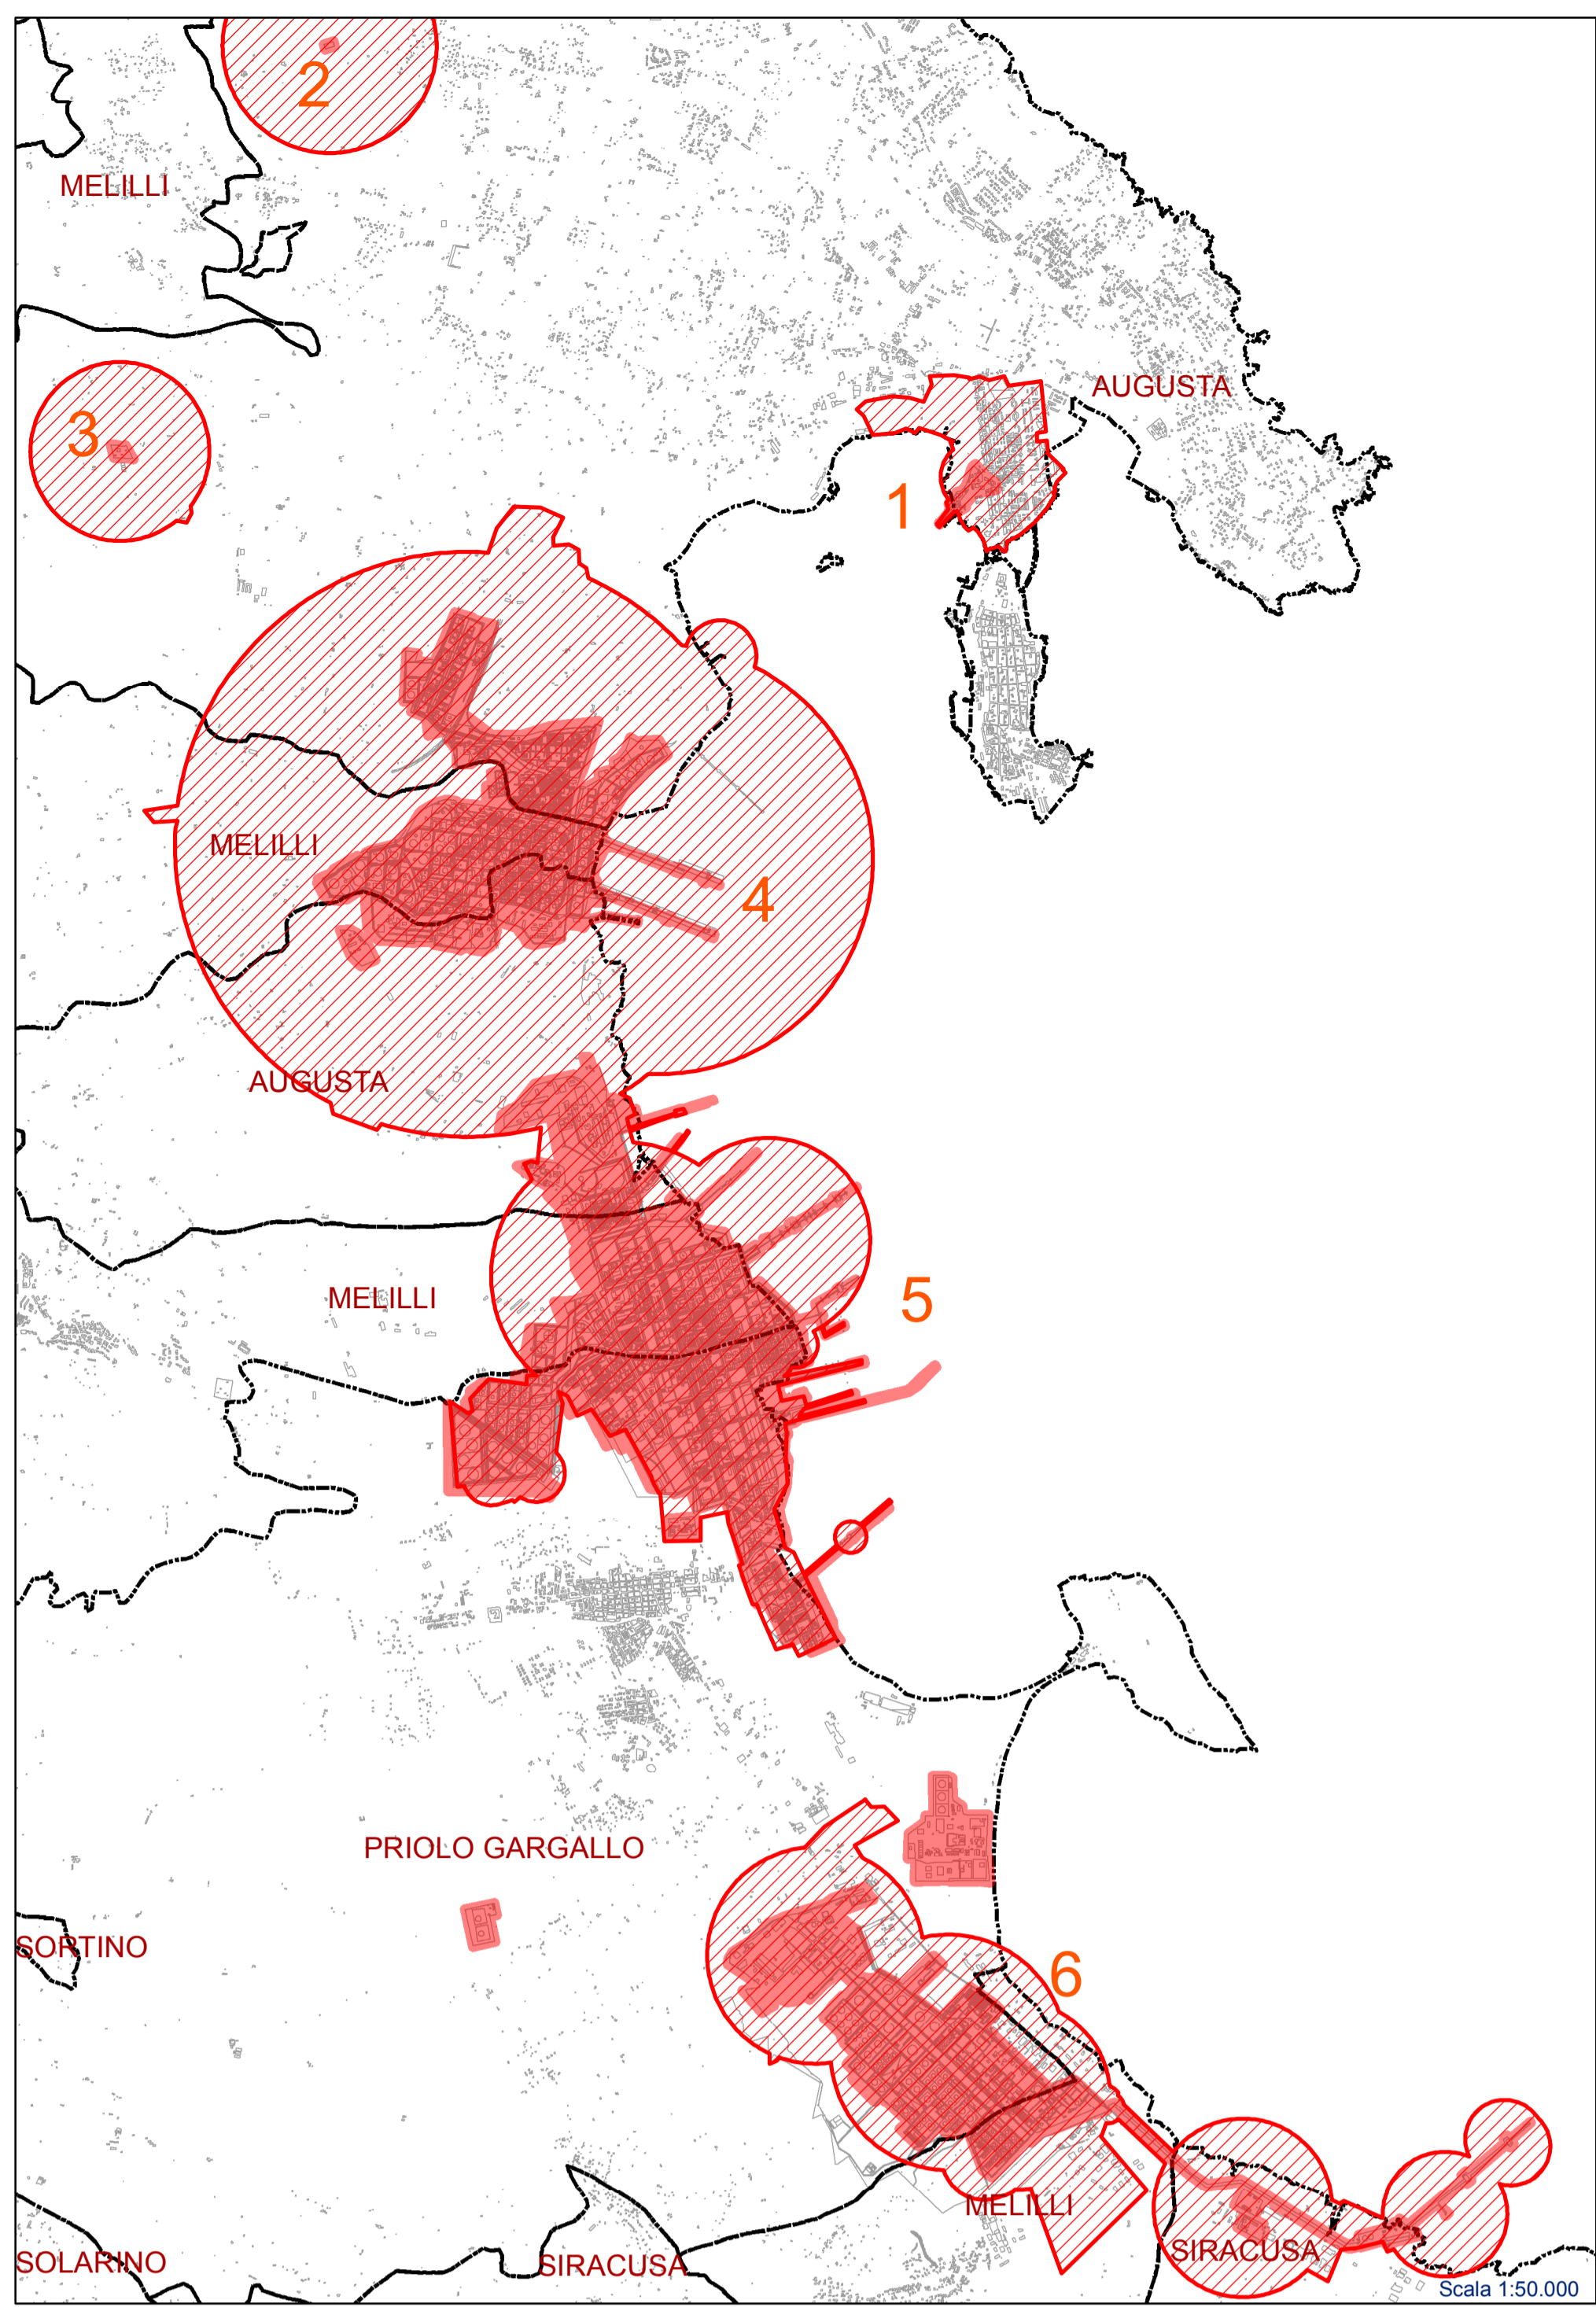 2
MELILLI
AUGUSTA
3
1
MELILLI
4
AUGUSTA
MELILLI
5
PRIOLO GARGALLO
SORTINO
6
MELILLI
SIRACUSA
SOLARINO
SIRACUSA
Scala 1:50.000